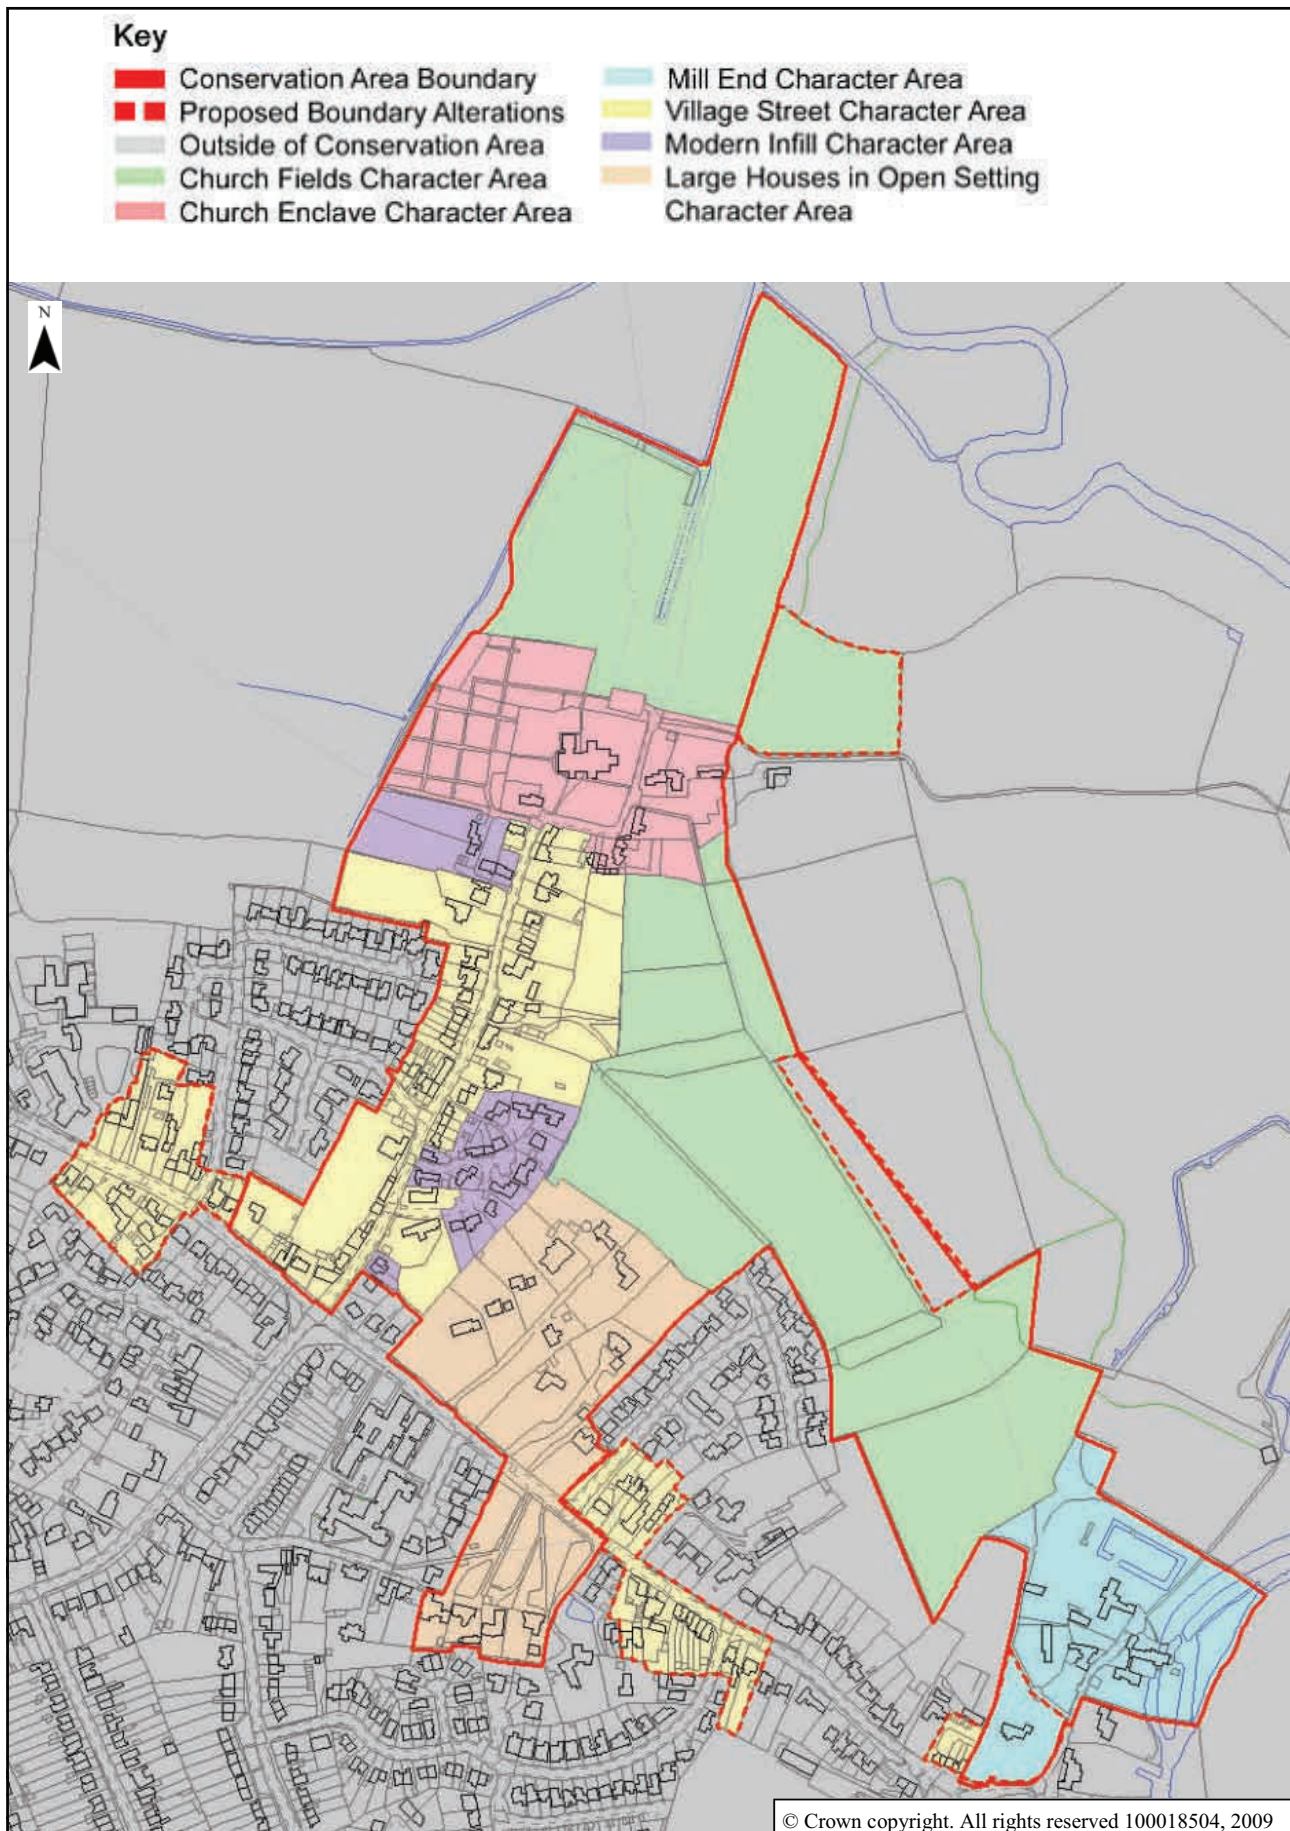 Key
Conservation Area Boundary
Proposed Boundary Alterations
Outside of Conservation Area
Church Fields Character Area
Church Enclave Character Area
Mill End Character Area
Village Street Character Area
Modern Infill Character Area
Large Houses in Open Setting
Character Area
N
© Crown copyright. All rights reserved 100018504, 2009